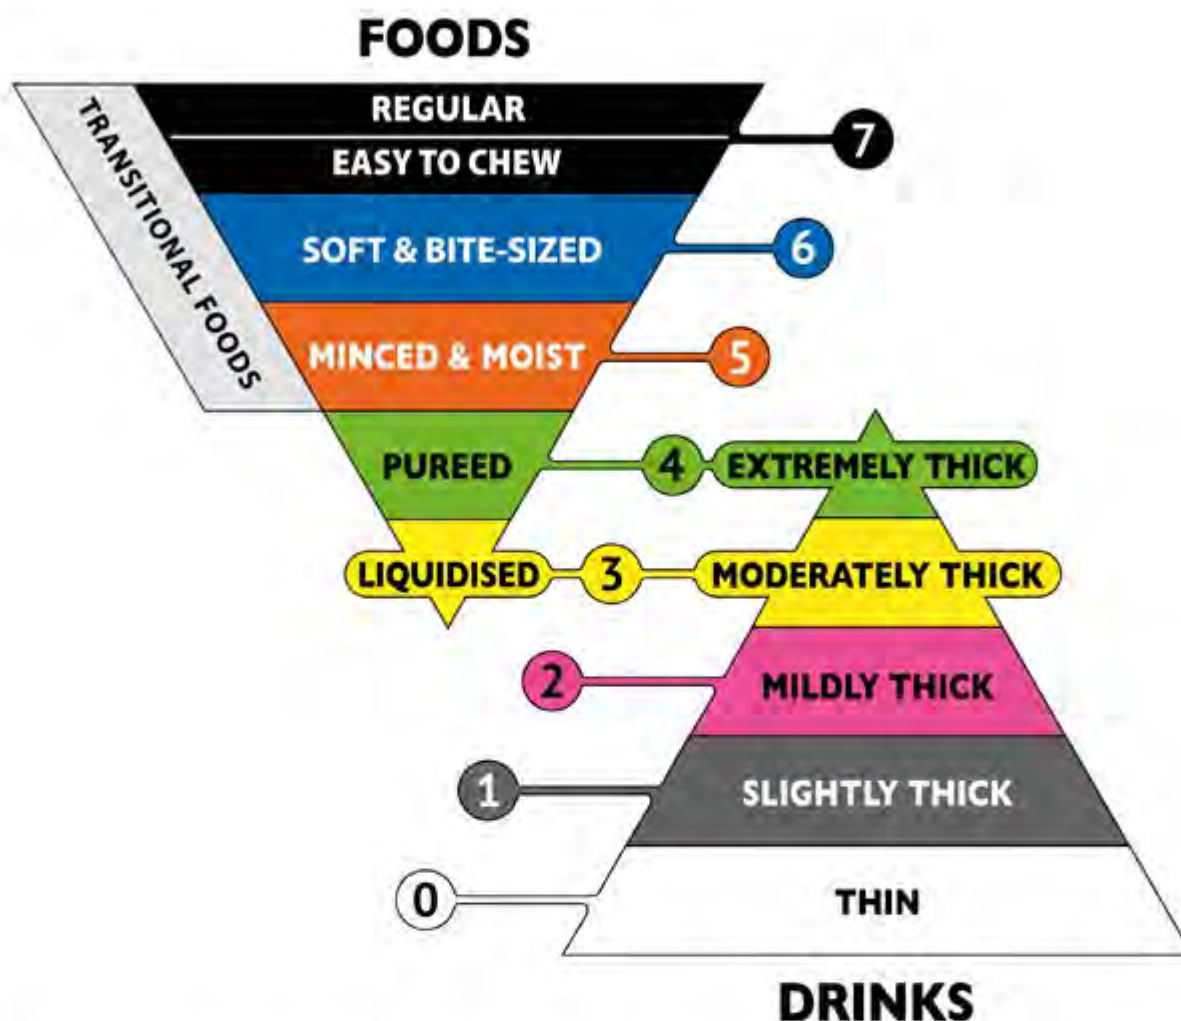 FOODS
TRANSITIONAL FOODS
REGULAR
EASY TO CHEW
7
SOFT & BITE-SIZED
6
MINCED & MOIST
5
PUREED
4
EXTREMELY THICK
LIQUIDISED
3
MODERATELY THICK
2
MILDLY THICK
1
SLIGHTLY THICK
0
THIN
DRINKS